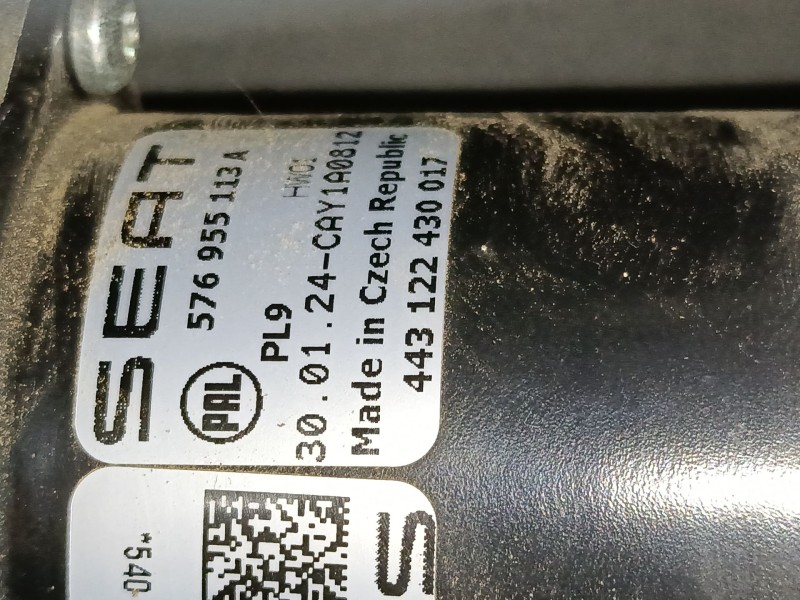 SEAT
576 955 113 A
PAL
PL9
HW01
30.01.24-CAY1A0812
Made in Czech Republic
443 122 430 017
*540
S